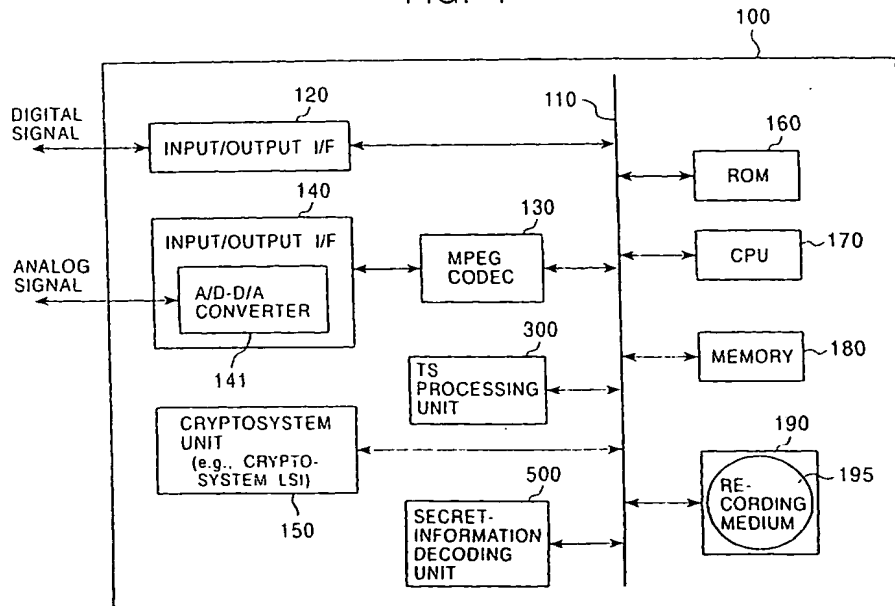 FIG.
100
DIGITAL
SIGNAL
120
INPUT/OUTPUT I/F
110
160
ROM
140
INPUT/OUTPUT I/F
130
MPEG
CODEC
CPU
170
ANALOG
SIGNAL
A/D-D/A
CONVERTER
141
300
TS
PROCESSING
UNIT
MEMORY
180
CRYPTOSYSTEM
UNIT
(e.g., CRYPTO-
SYSTEM LSI)
150
500
SECRET-
INFORMATION
DECODING
UNIT
190
195
RE-
CORDING
MEDIUM